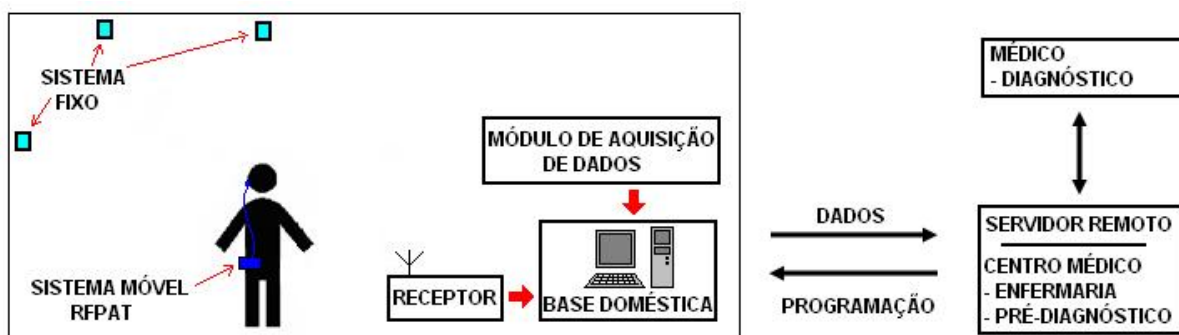 SISTEMA
FIXO
SISTEMA MÓVEL
RFPAT
MÓDULO DE AQUISIÇÃO
DE DADOS
RECEPTOR
BASE DOMÉSTICA
DADOS
PROGRAMAÇÃO
MÉDICO
- DIAGNÓSTICO
SERVIDOR REMOTO
CENTRO MÉDICO
- ENFERMARIA
- PRÉ-DIAGNÓSTICO